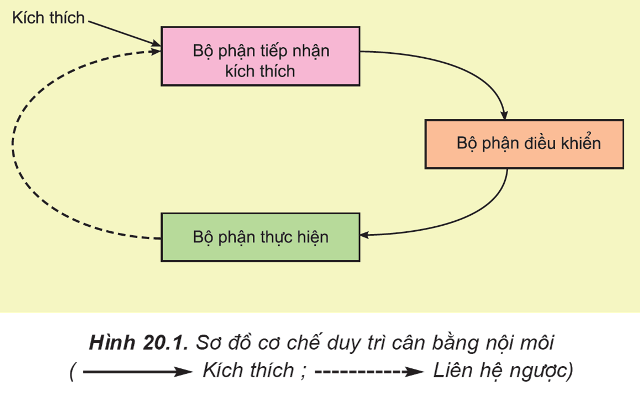 Kích thích
Bộ phận tiếp nhận
kích thích
Bộ phận điều khiển
Bộ phận thực hiện
Hình 20.1. Sơ đồ cơ chế duy trì cân bằng nội môi
( Kích thích ; Liên hệ ngược)